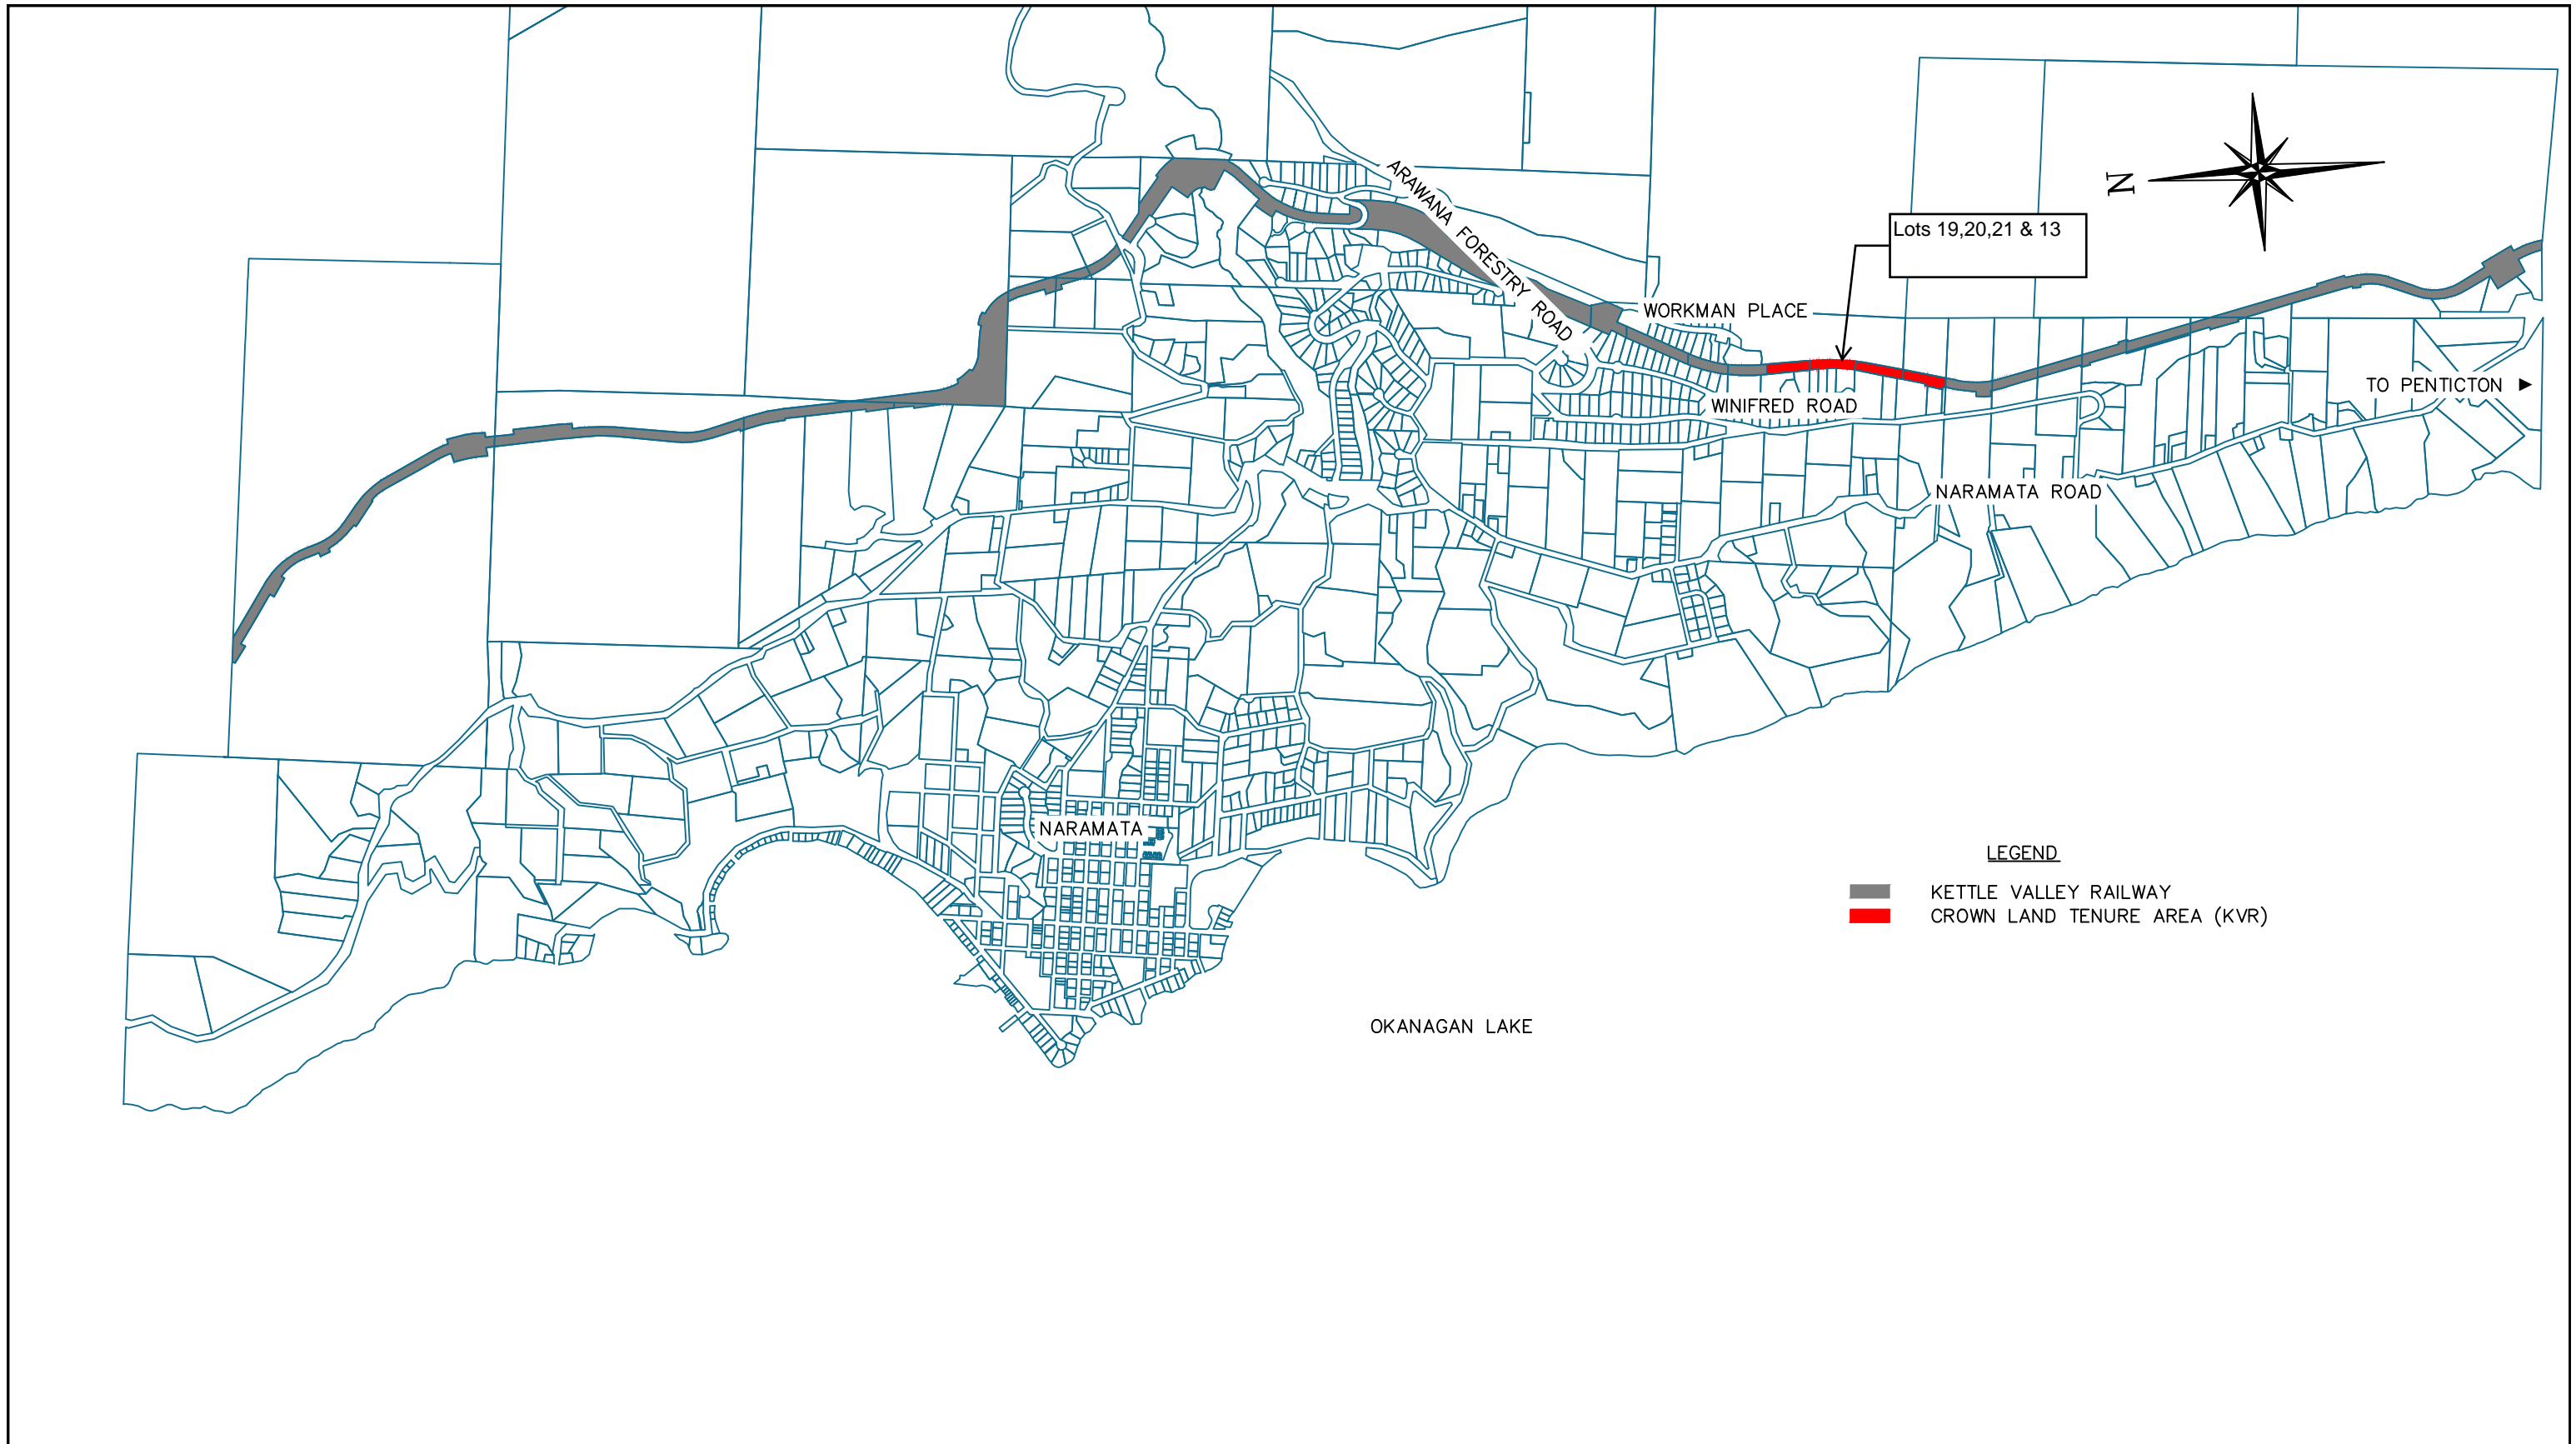 ARAWANA FORESTRY ROAD
N
Lots 19,20,21 & 13
WORKMAN PLACE
TO PENTICTON
WINIFRED ROAD
NARAMATA ROAD
NARAMATA
LEGEND
KETTLE VALLEY RAILWAY
CROWN LAND TENURE AREA (KVR)
OKANAGAN LAKE